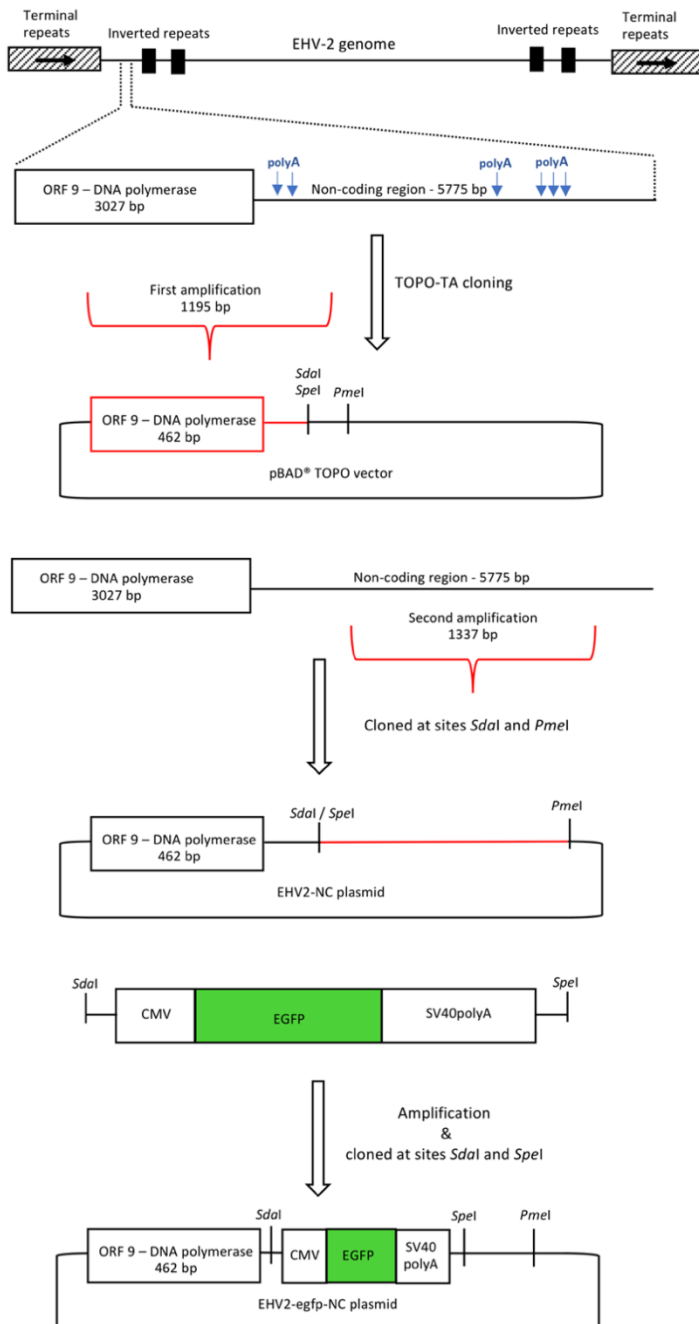 Terminal
repeats
Inverted repeats
EHV-2 genome
Inverted repeats
Terminal
repeats
polyA
polyA
polyA
ORF 9 – DNA polymerase
3027 bp
Non-coding region - 5775 bp
TOPO-TA cloning
First amplification
1195 bp
SdaI
SpeI
PmeI
ORF 9 – DNA polymerase
462 bp
pBAD® TOPO vector
ORF 9 – DNA polymerase
3027 bp
Non-coding region - 5775 bp
Second amplification
1337 bp
Cloned at sites SdaI and PmeI
SdaI / SpeI
PmeI
ORF 9 – DNA polymerase
462 bp
EHV2-NC plasmid
SdaI
SpeI
CMV
EGFP
SV40polyA
Amplification
&
cloned at sites SdaI and SpeI
SdaI
SpeI
PmeI
ORF 9 – DNA polymerase
462 bp
CMV
EGFP
SV40
polyA
EHV2-egfp-NC plasmid